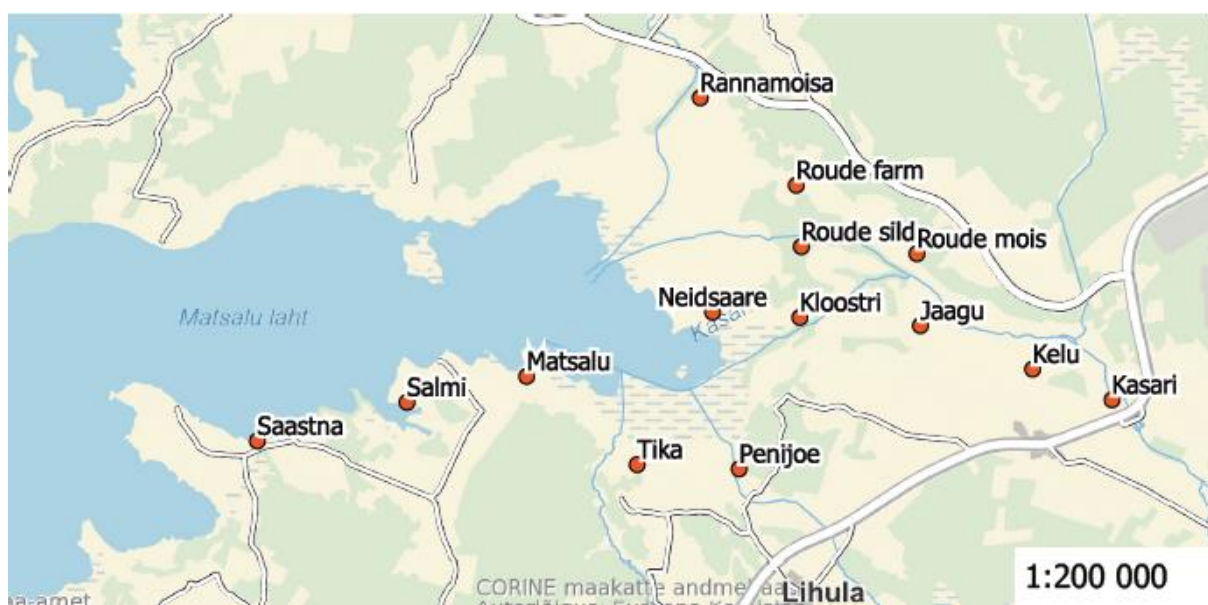 Rannamoisa
Roude farm
Roude sild
Roude mois
Neidsaare
Kloostri
Jaagu
Matsalu laht
Kasari
Matsalu
Kelu
Salmi
Kasari
Saastna
Tika
Penijoe
1:200 000
CORINE maakatte
Lihula